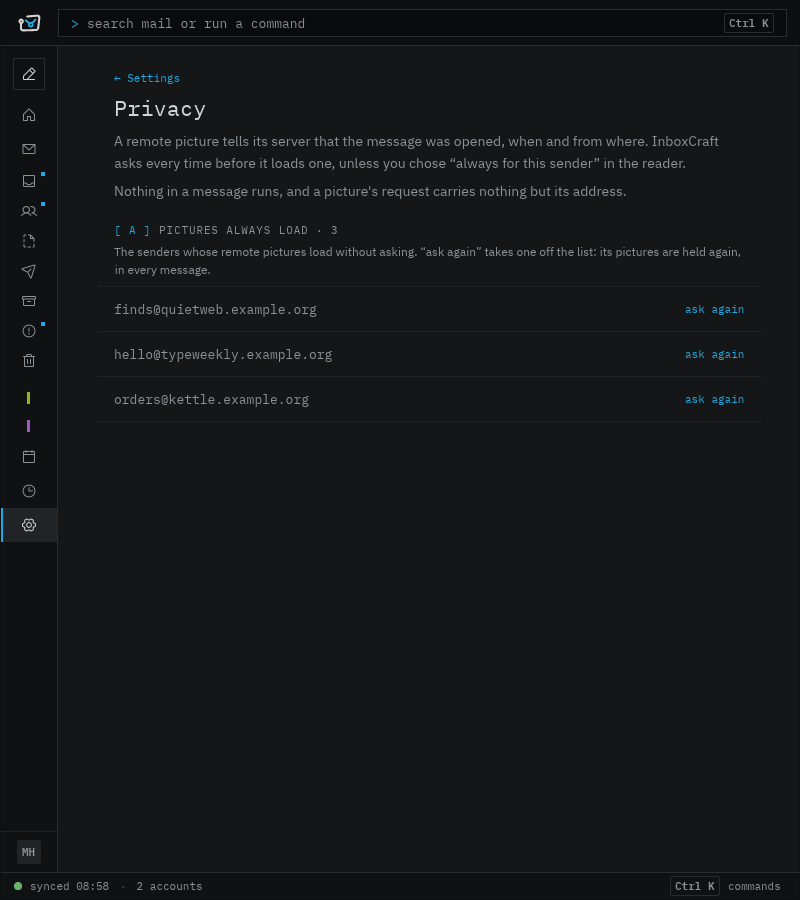 > search mail or run a command Ctrl K
← Settings
Privacy
A remote picture tells its server that the message was opened, when and from where. InboxCraft
asks every time before it loads one, unless you chose “always for this sender” in the reader.
Nothing in a message runs, and a picture's request carries nothing but its address.
[ A ] PICTURES ALWAYS LOAD · 3
The senders whose remote pictures load without asking. “ask again” takes one off the list: its pictures are held again,
in every message.
finds@quietweb.example.org ask again
hello@typeweekly.example.org ask again
orders@kettle.example.org ask again
MH
synced 08:58 · 2 accounts Ctrl K commands